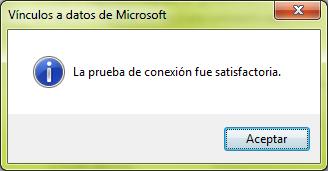 Vínculos a datos de Microsoft
La prueba de conexión fue satisfactoria.
Aceptar